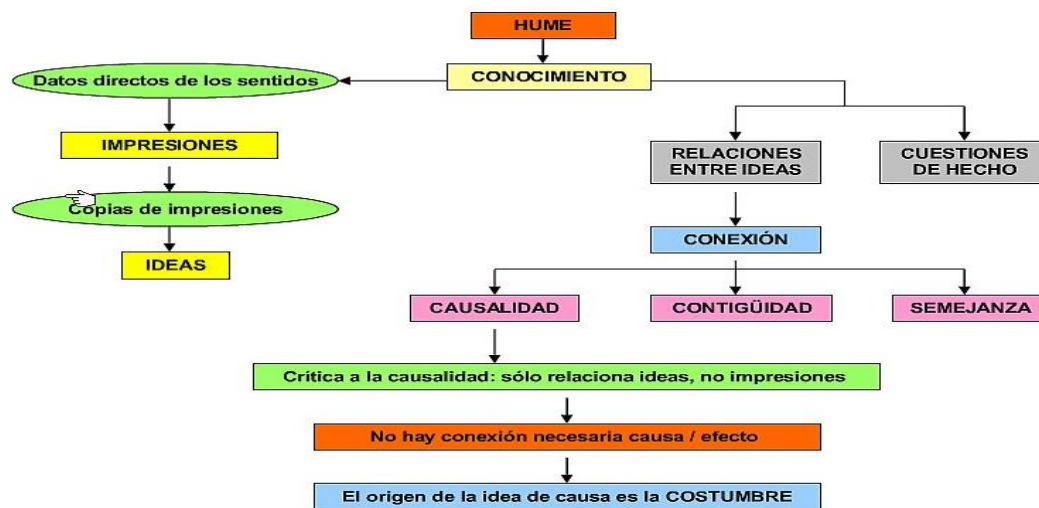 HUME
CONOCIMIENTO
Datos directos de los sentidos
IMPRESIONES
Copias de impresiones
IDEAS
RELACIONES
ENTRE IDEAS
CUESTIONES
DE HECHO
CONEXIÓN
CAUSALIDAD
CONTIGÜIDAD
SEMEJANZA
Crítica a la causalidad: sólo relaciona ideas, no impresiones
No hay conexión necesaria causa / efecto
El origen de la idea de causa es la COSTUMBRE